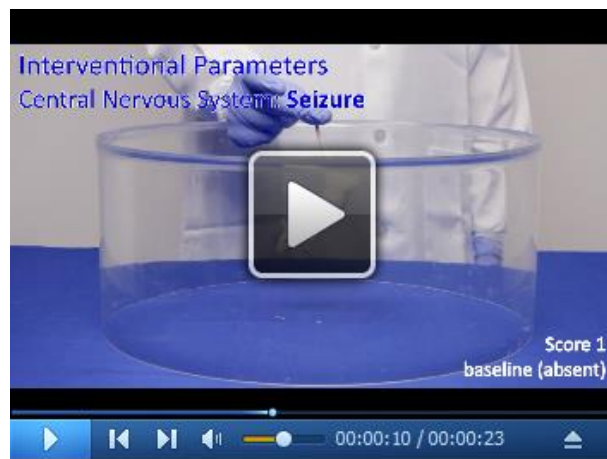 Interventional Parameters
Central Nervous System: Seizure
Score 1
baseline (absent)
00:00:10 / 00:00:23